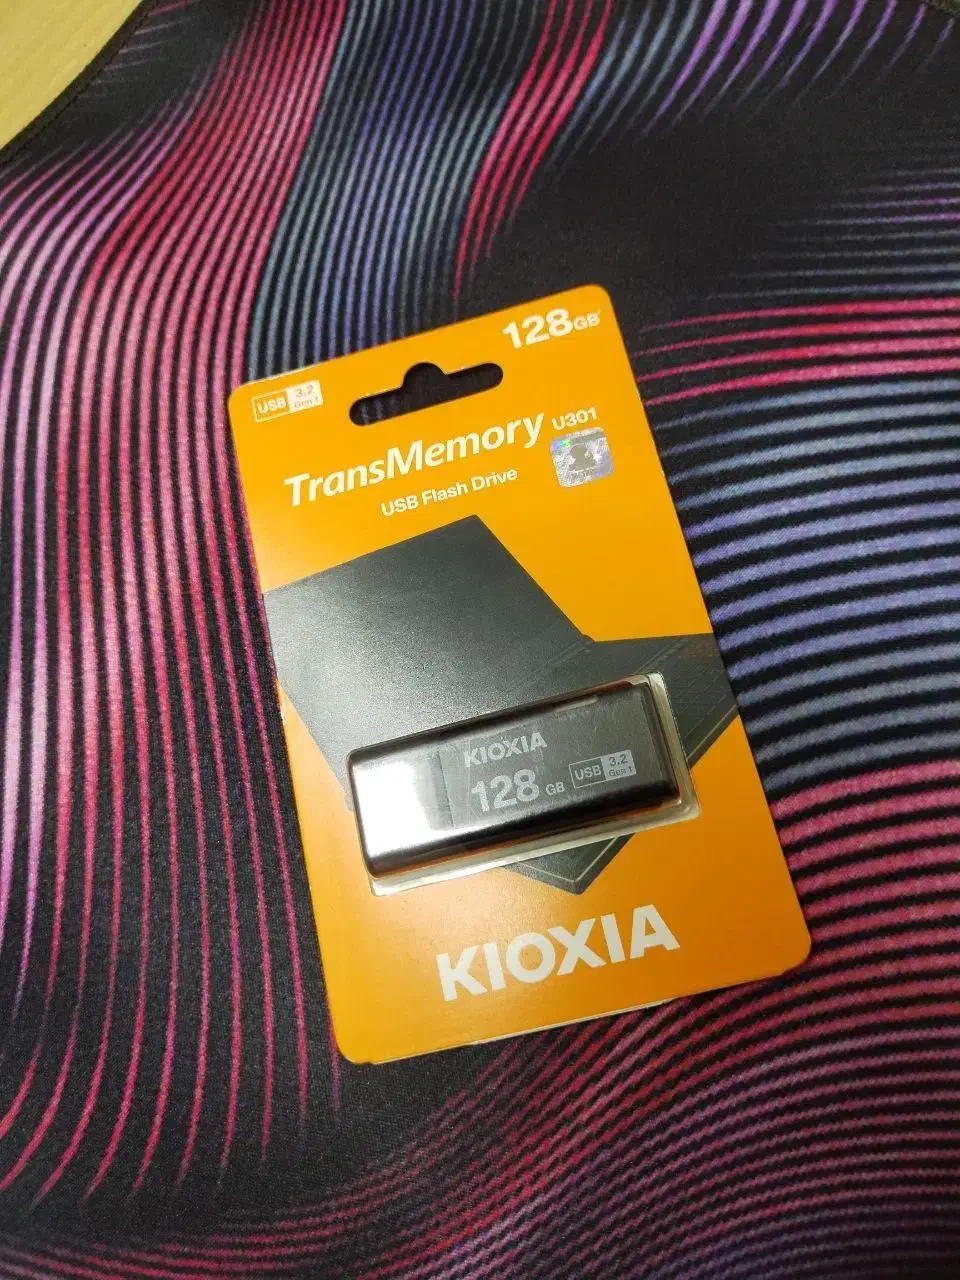 128GB
USB 3.2 Gen 1
TransMemory U301
USB Flash Drive
KIOXIA
128 GB
USB 3.2 Gen 1
KIOXIA